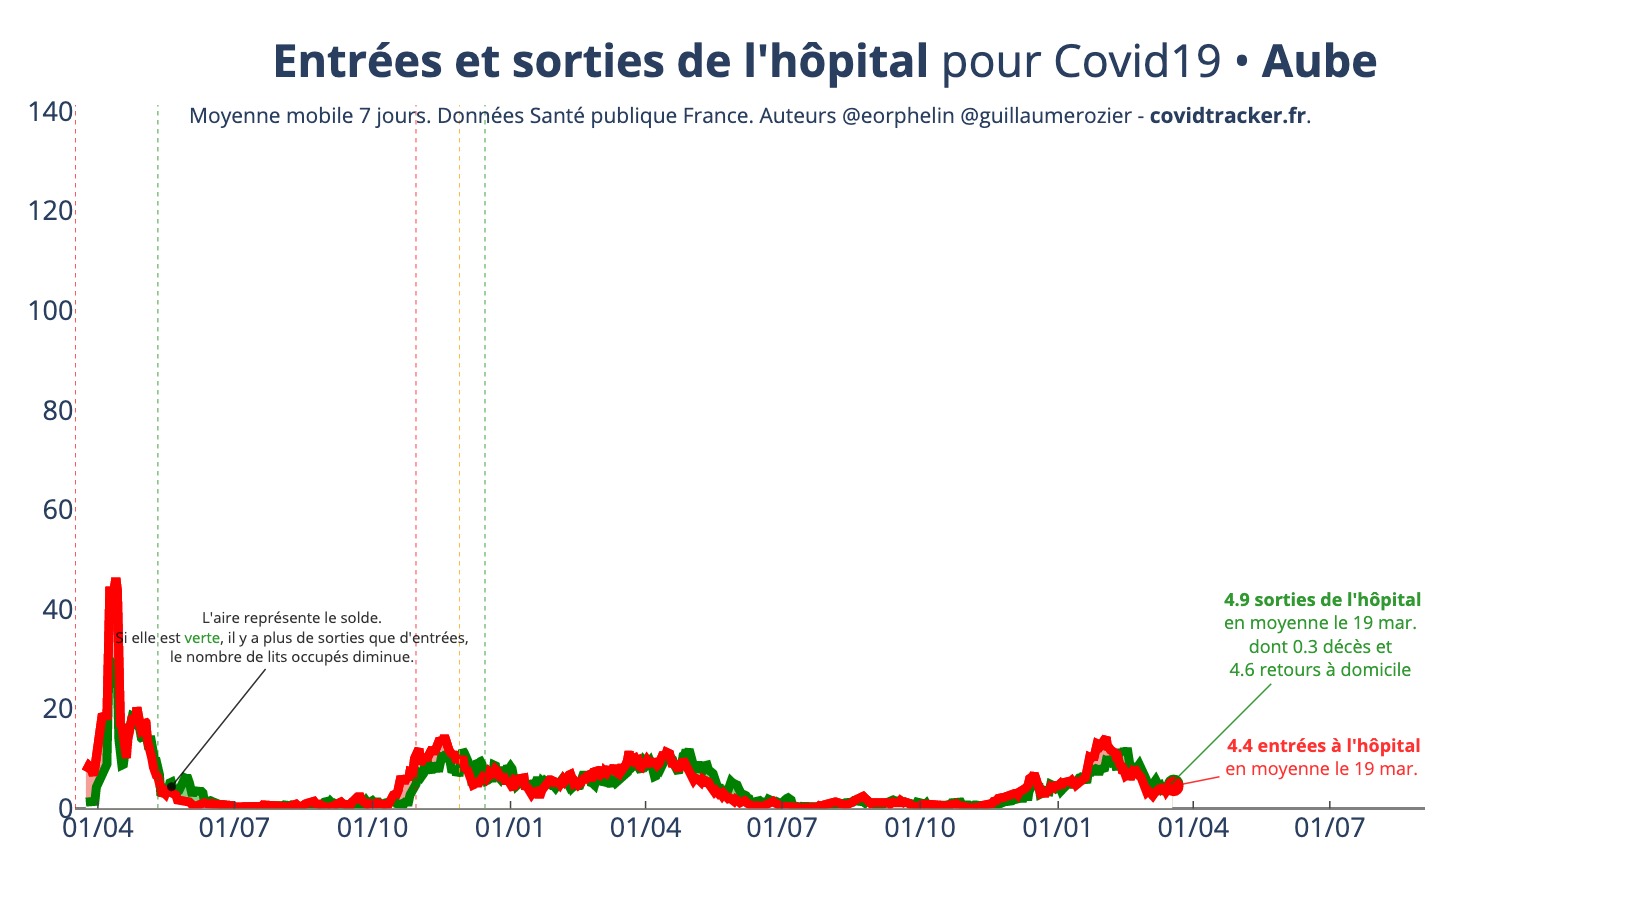 Entrées et sorties de l'hôpital pour Covid19 • Aube
Moyenne mobile 7 jours. Données Santé publique France. Auteurs @eorphelin @guillaumerozier - covidtracker.fr.
140
120
100
80
60
40
20
0
L'aire représente le solde.
Si elle est verte, il y a plus de sorties que d'entrées,
le nombre de lits occupés diminue.
4.9 sorties de l'hôpital
en moyenne le 19 mar.
dont 0.3 décès et
4.6 retours à domicile
4.4 entrées à l'hôpital
en moyenne le 19 mar.
01/04 01/07 01/10 01/01 01/04 01/07 01/10 01/01 01/04 01/07